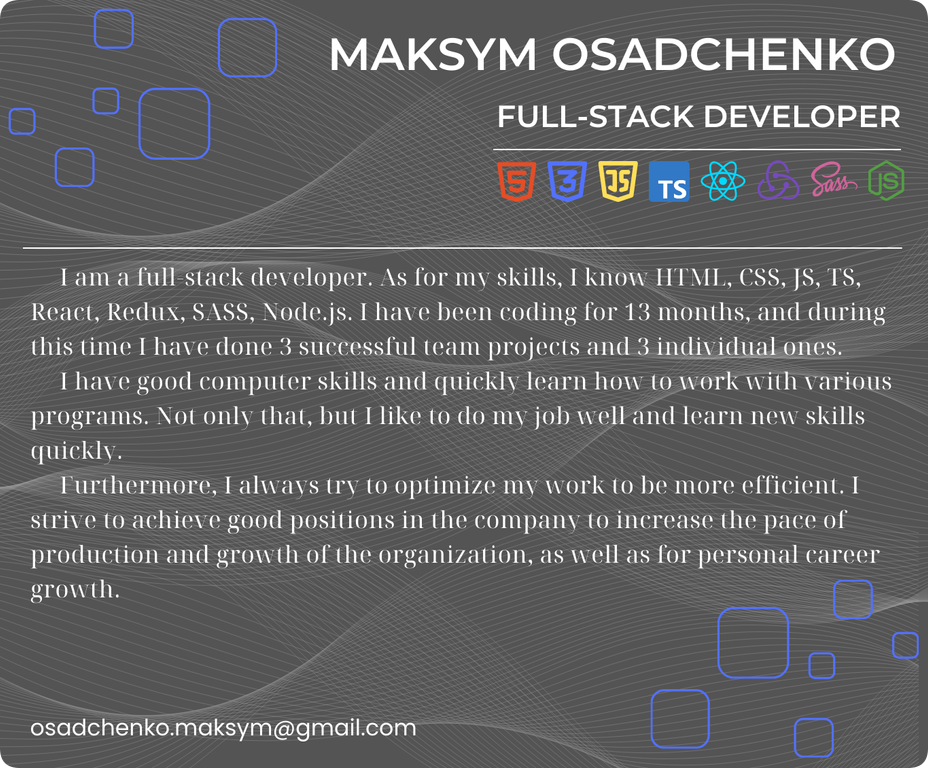 MAKSYM OSADCHENKO
FULL-STACK DEVELOPER
5 3 JS TS Sass JS
I am a full-stack developer. As for my skills, I know HTML, CSS, JS, TS,
React, Redux, SASS, Node.js. I have been coding for 13 months, and during
this time I have done 3 successful team projects and 3 individual ones.
I have good computer skills and quickly learn how to work with various
programs. Not only that, but I like to do my job well and learn new skills
quickly.
Furthermore, I always try to optimize my work to be more efficient. I
strive to achieve good positions in the company to increase the pace of
production and growth of the organization, as well as for personal career
growth.
osadchenko.maksym@gmail.com